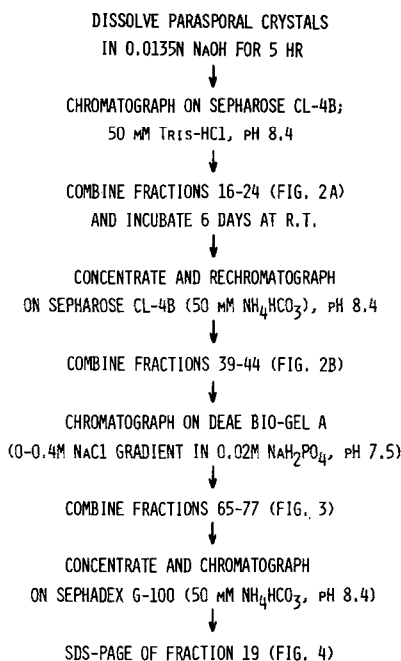 DISSOLVE PARASPORAL CRYSTALS
IN 0.0135N NAOH FOR 5 HR
CHROMATOGRAPH ON SEPHAROSE CL-4B;
50 MM TRIS-HCl, PH 8.4
COMBINE FRACTIONS 16-24 (FIG. 2A)
AND INCUBATE 6 DAYS AT R.T.
CONCENTRATE AND RECHROMATOGRAPH
ON SEPHAROSE CL-4B (50 MM NH₄HCO₃), PH 8.4
COMBINE FRACTIONS 39-44 (FIG. 2B)
CHROMATOGRAPH ON DEAE BIO-GEL A
(0-0.4M NACl GRADIENT IN 0.02M NAH₂PO₄, PH 7.5)
COMBINE FRACTIONS 65-77 (FIG. 3)
CONCENTRATE AND CHROMATOGRAPH
ON SEPHADEX G-100 (50 MM NH₄HCO₃, PH 8.4)
SDS-PAGE OF FRACTION 19 (FIG. 4)